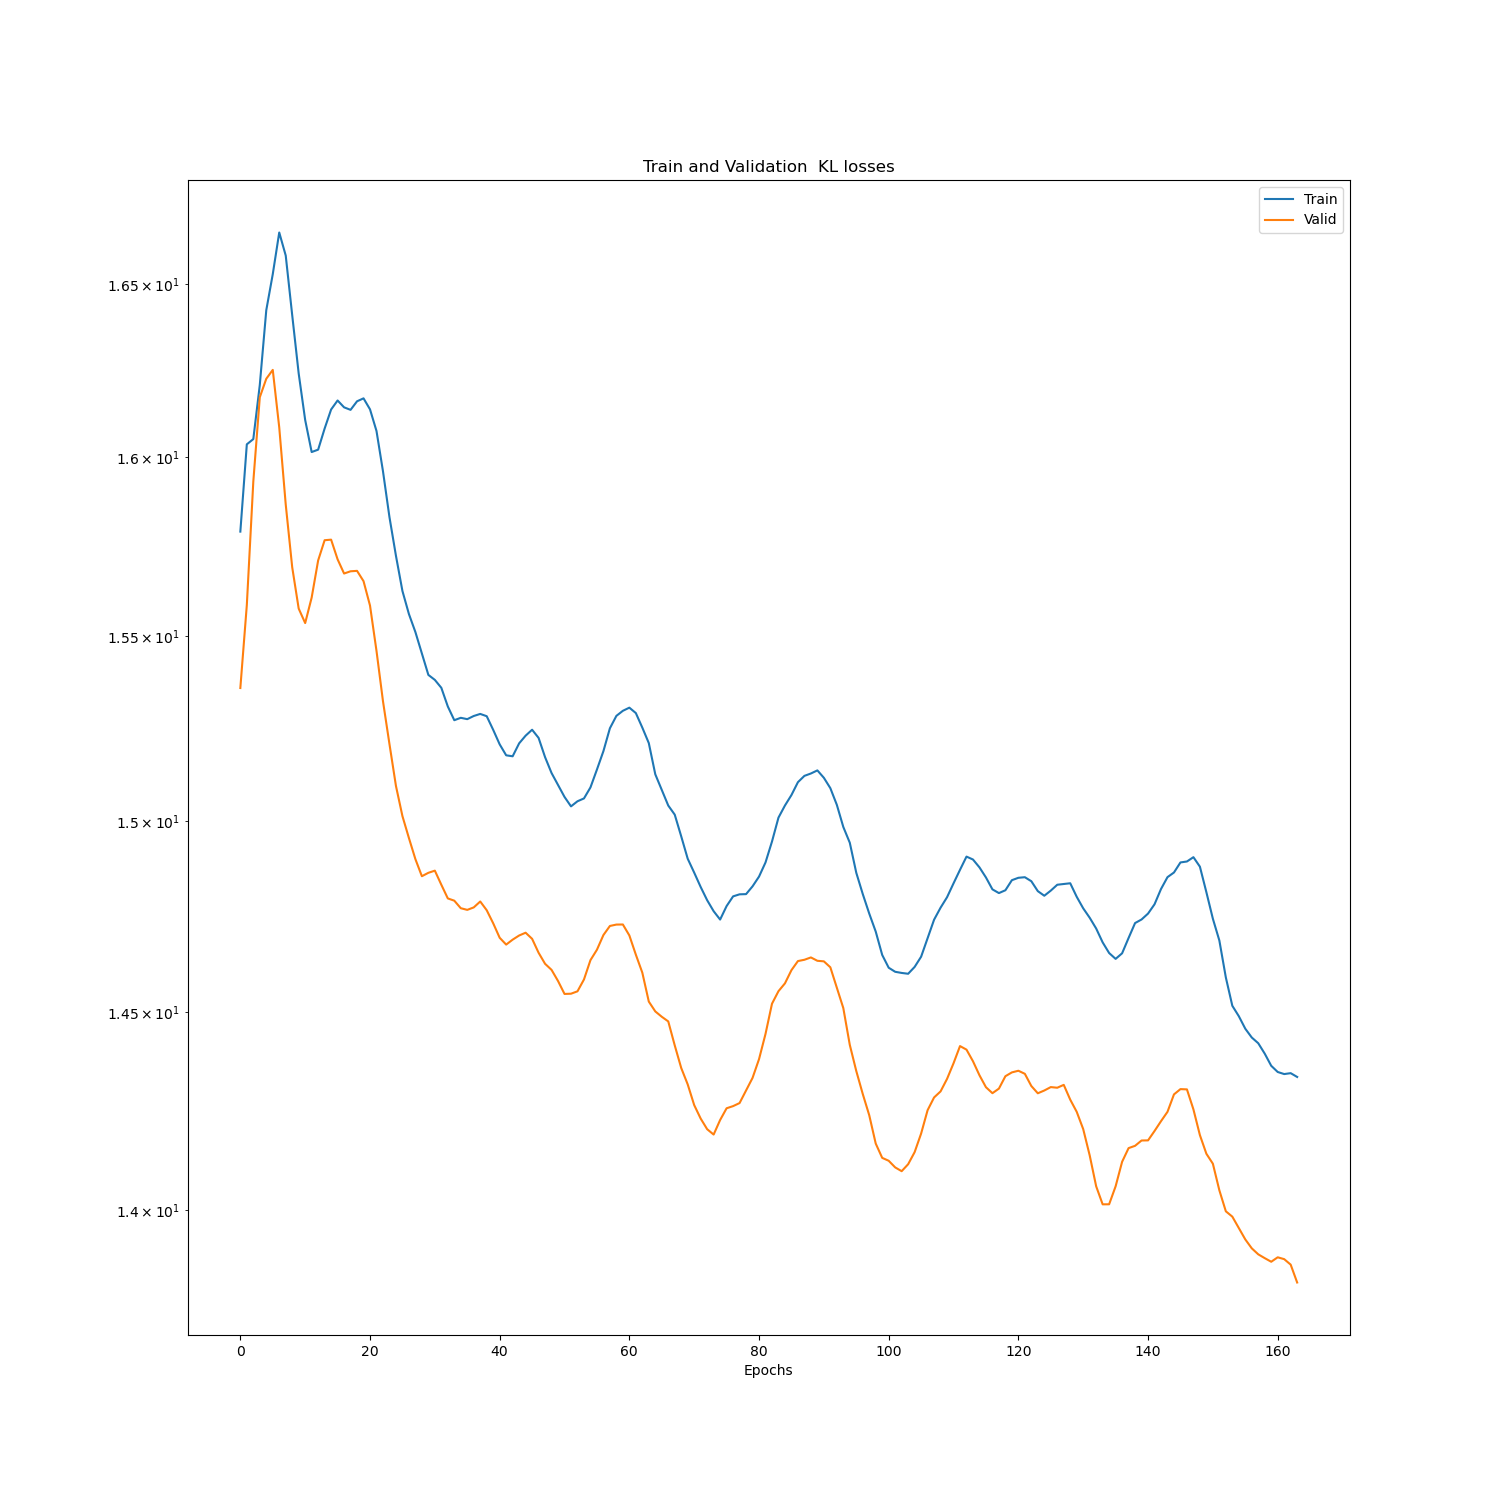 Train and Validation  KL losses
Train
Valid
1.65 × 10¹
1.6 × 10¹
1.55 × 10¹
1.5 × 10¹
1.45 × 10¹
1.4 × 10¹
0 20 40 60 80 100 120 140 160
Epochs